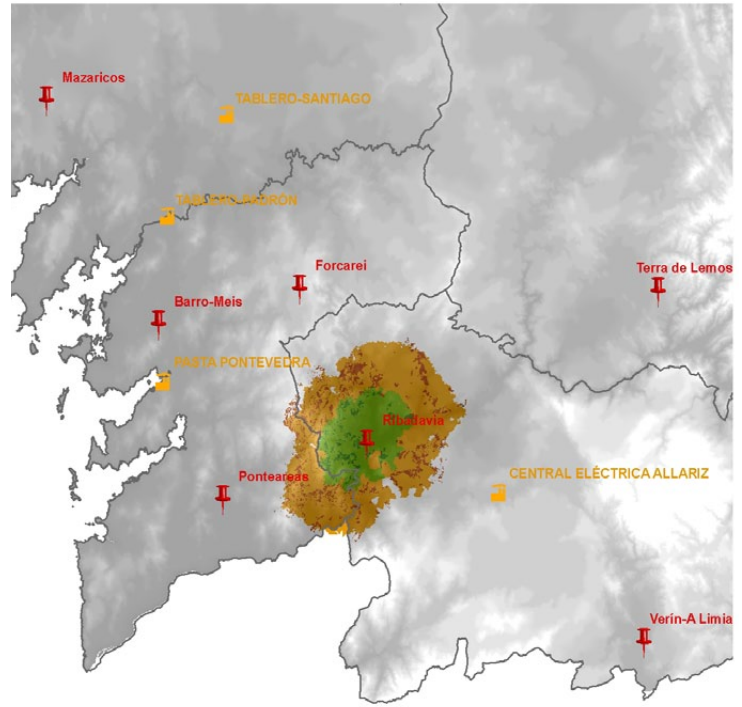 Mazaricos
TABLERO-SANTIAGO
TABLERO-PADRÓN
Forcarei
Terra de Lemos
Barro-Meis
PASTA PONTEVEDRA
Ribadavia
Ponteareas
CENTRAL ELÉCTRICA ALLARIZ
Verín-A Limia